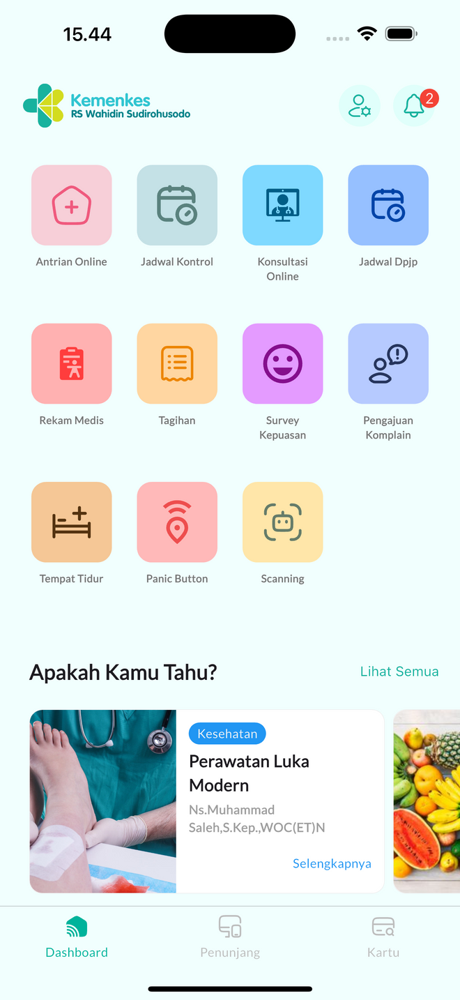 15.44
Kemenkes
RS Wahidin Sudirohusodo
2
Antrian Online
Jadwal Kontrol
Konsultasi
Online
Jadwal Dpjp
Rekam Medis
Tagihan
Survey
Kepuasan
Pengajuan
Komplain
Tempat Tidur
Panic Button
Scanning
Apakah Kamu Tahu?
Lihat Semua
Kesehatan
Perawatan Luka
Modern
Ns.Muhammad
Saleh,S.Kep.,WOC(ET)N
Selengkapnya
Dashboard
Penunjang
Kartu